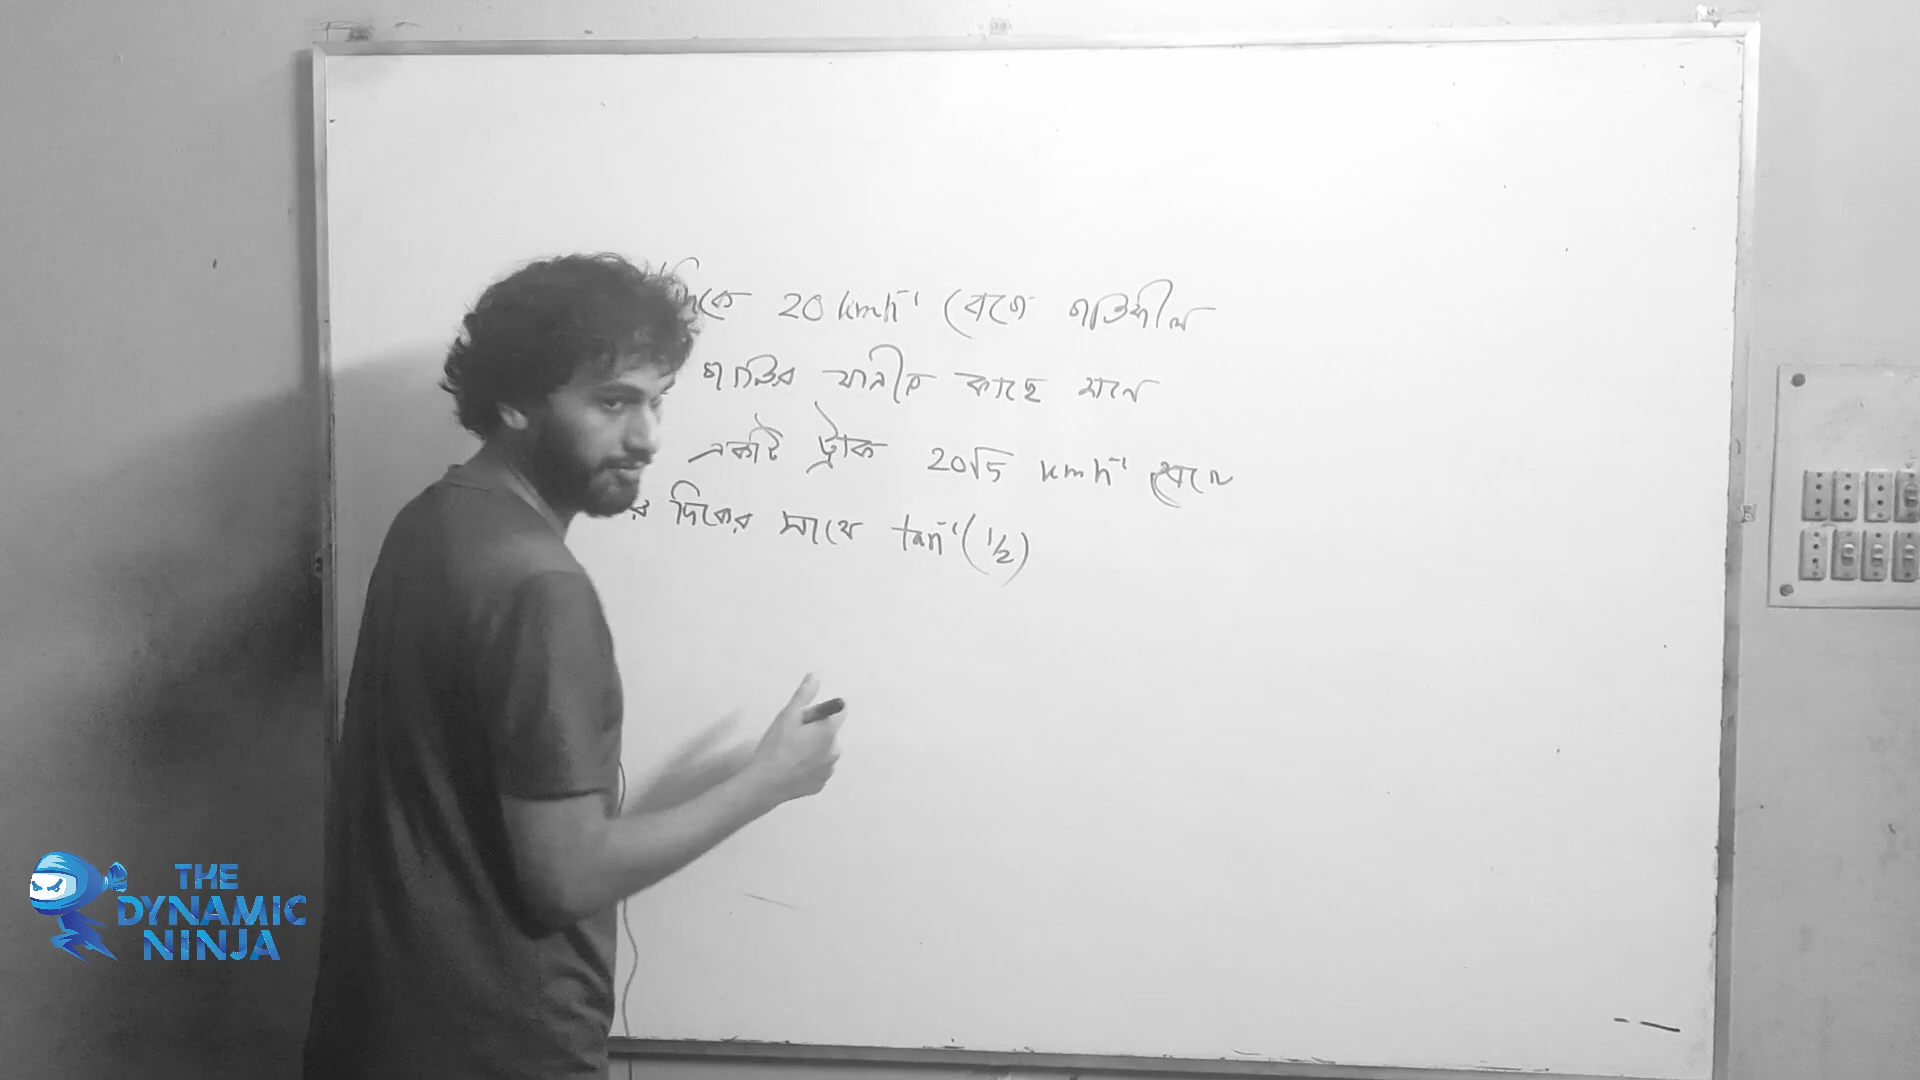 দিকে 20 kmh⁻¹ বেগে গতিশীল
গাড়ির যাত্রীর কাছে মনে
একটি ট্রাক 20√5 kmh⁻¹ বেগে
র দিকের সাথে tan⁻¹(1/2)
THE
DYNAMIC
NINJA